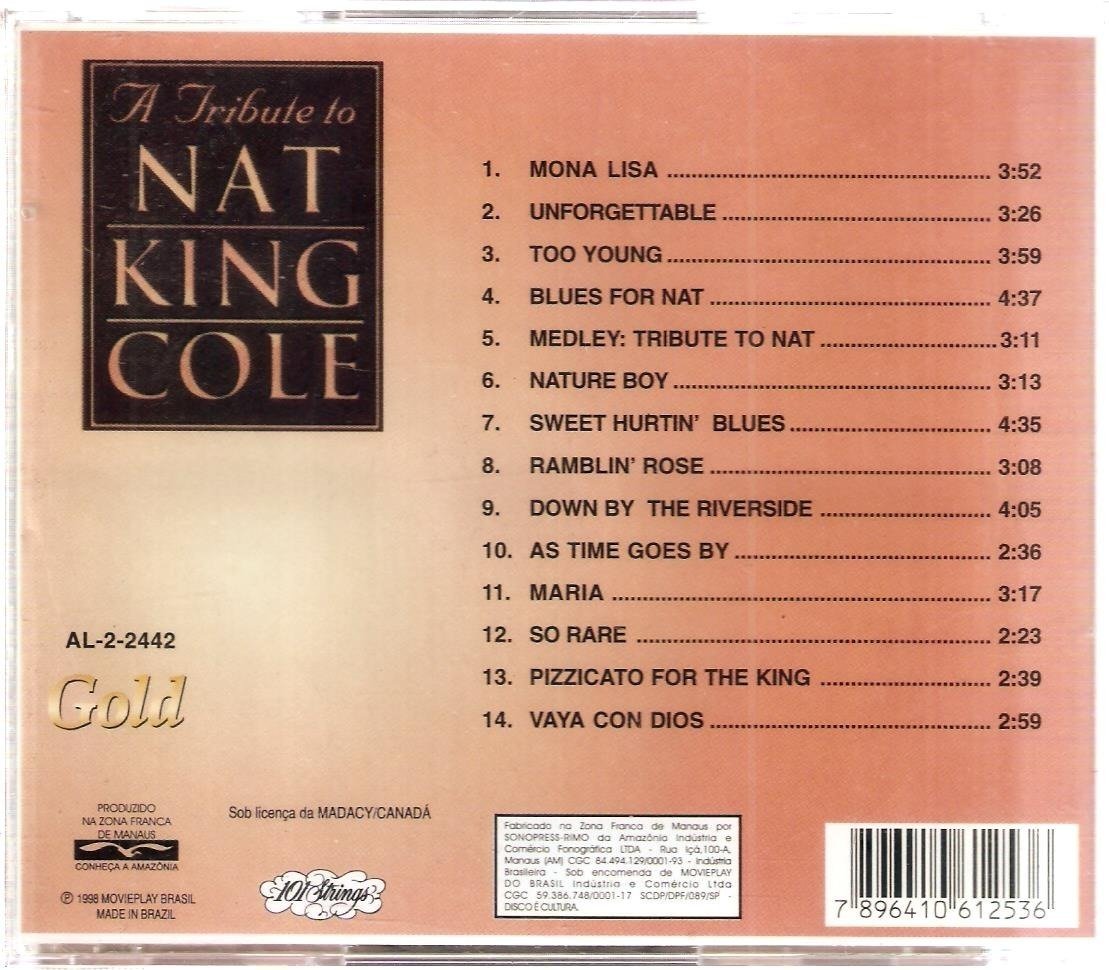 A Tribute to
NAT
KING
COLE
1. MONA LISA ........ 3:52
2. UNFORGETTABLE ........ 3:26
3. TOO YOUNG ........ 3:59
4. BLUES FOR NAT ........ 4:37
5. MEDLEY: TRIBUTE TO NAT ........ 3:11
6. NATURE BOY ........ 3:13
7. SWEET HURTIN' BLUES ........ 4:35
8. RAMBLIN' ROSE ........ 3:08
9. DOWN BY THE RIVERSIDE ........ 4:05
10. AS TIME GOES BY ........ 2:36
11. MARIA ........ 3:17
12. SO RARE ........ 2:23
13. PIZZICATO FOR THE KING ........ 2:39
14. VAYA CON DIOS ........ 2:59
AL-2-2442
Gold
PRODUZIDO
NA ZONA FRANCA
DE MANAUS
CONHEÇA A AMAZÔNIA
℗ 1998 MOVIEPLAY BRASIL
MADE IN BRAZIL
Sob licença da MADACY/CANADÁ
101 Strings
Fabricado na Zona Franca de Manaus por
SONOPRESS-RIMO da Amazônia Indústria e
Comércio Fonográfica LTDA - Rua Içá,100-A,
Manaus (AM) CGC 84.494.129/0001-93 - Indústria
Brasileira - Sob encomenda de MOVIEPLAY
DO BRASIL Indústria e Comércio Ltda
CGC 59.386.748/0001-17 SCDP/DPF/089/SP -
DISCO É CULTURA.
7 896410 612536